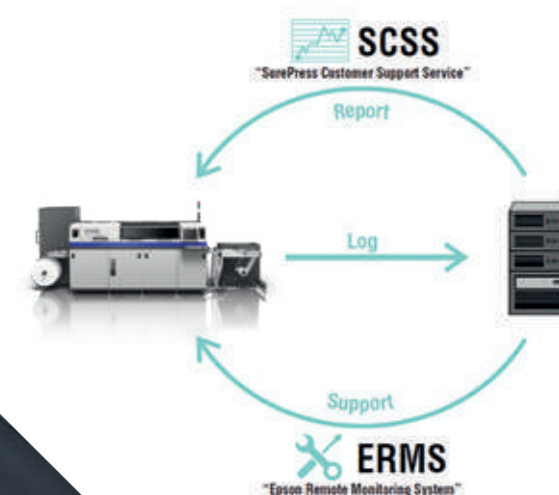 SCSS
"SurePress Customer Support Service"
Report
Log
Support
ERMS
"Epson Remote Monitoring System"